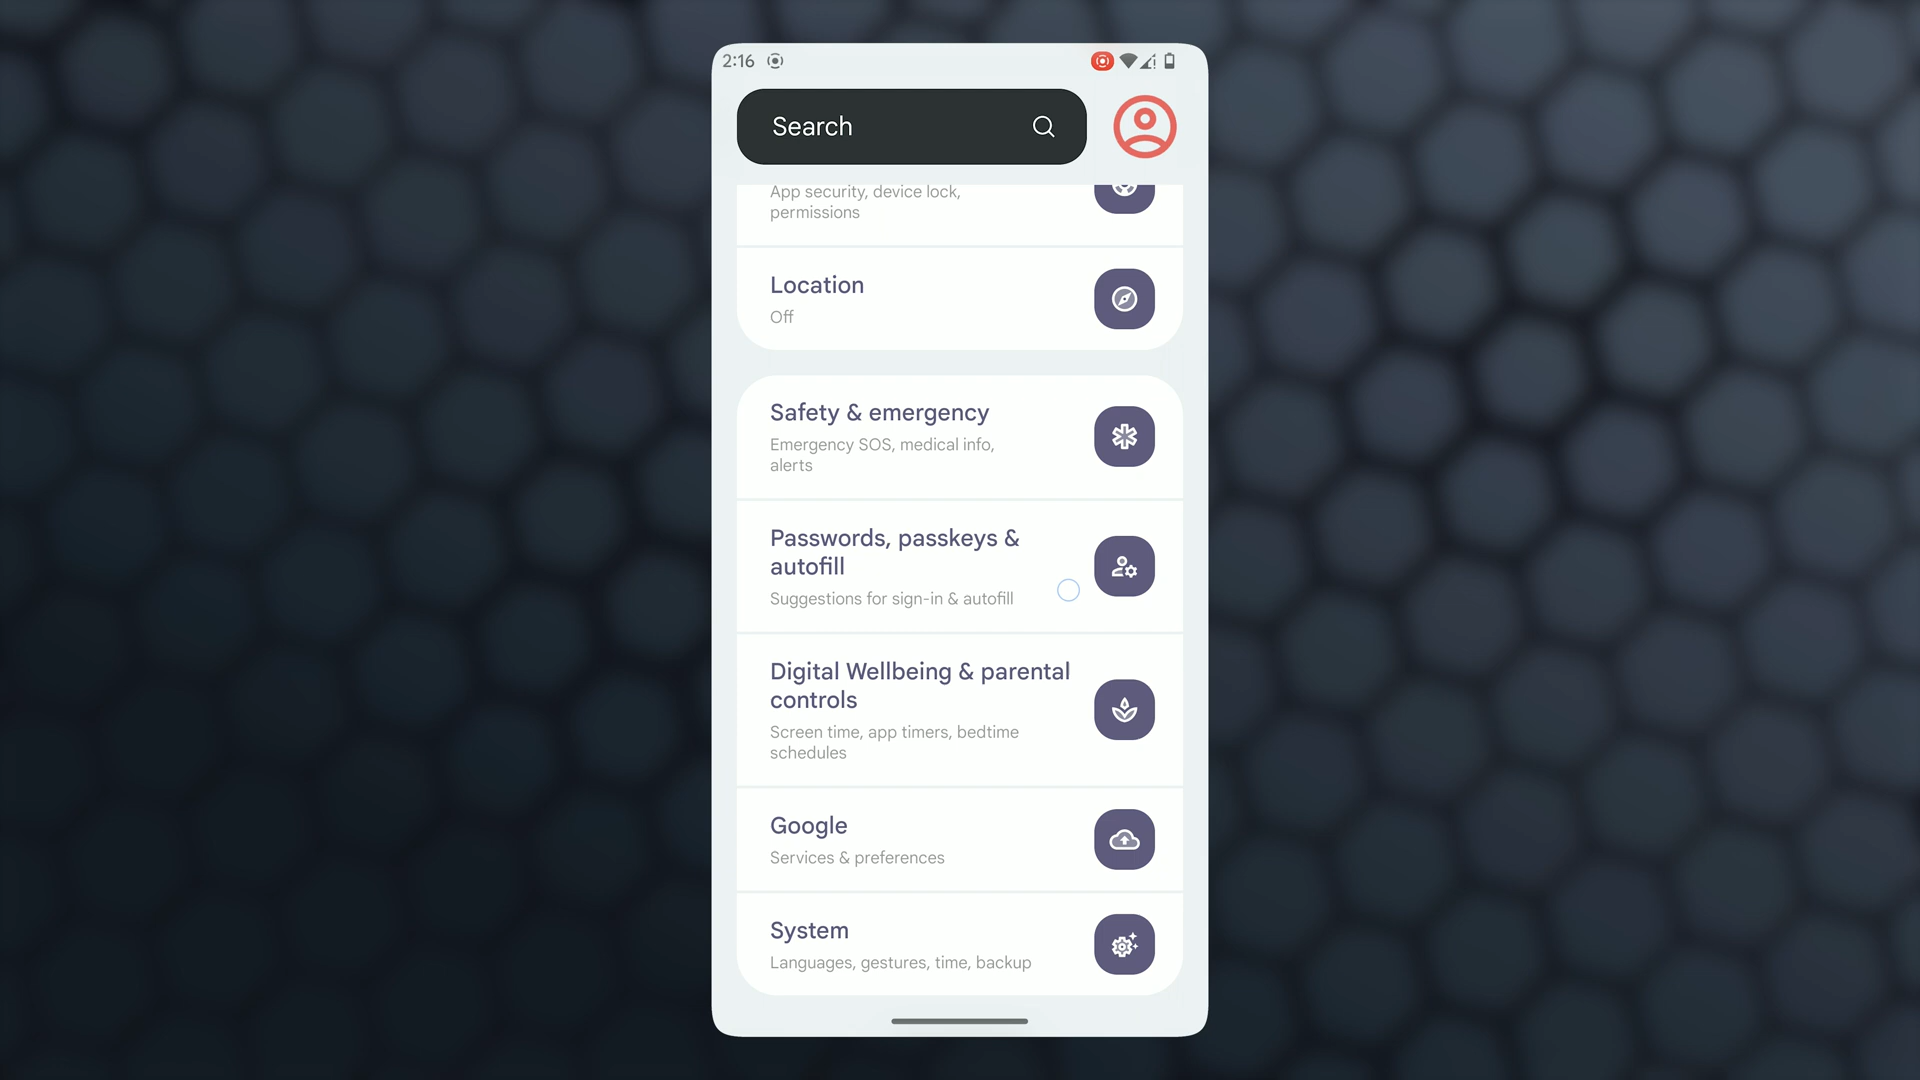 2:16
Search
App security, device lock,
permissions
Location
Off
Safety & emergency
Emergency SOS, medical info,
alerts
Passwords, passkeys &
autofill
Suggestions for sign-in & autofill
Digital Wellbeing & parental
controls
Screen time, app timers, bedtime
schedules
Google
Services & preferences
System
Languages, gestures, time, backup